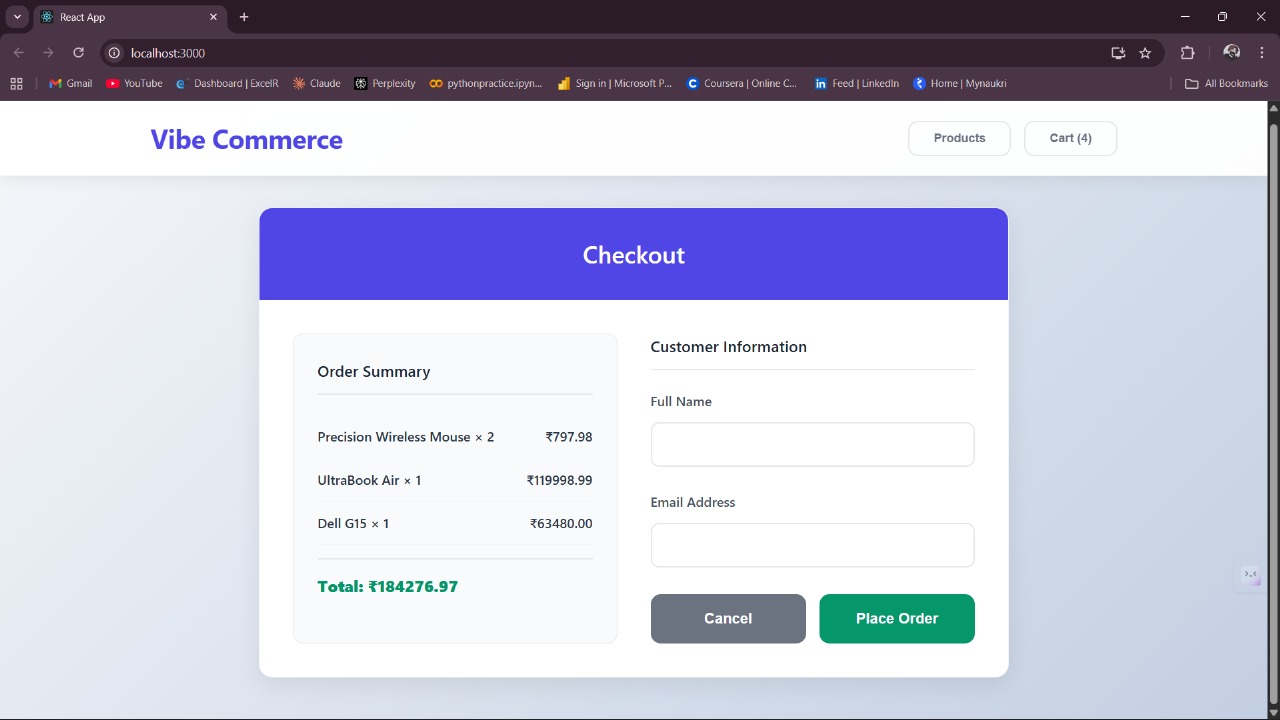 React App
localhost:3000
Gmail
YouTube
Dashboard | ExcelR
Claude
Perplexity
pythonpractice.ipyn...
Sign in | Microsoft P...
Coursera | Online C...
Feed | LinkedIn
Home | Mynaukri
All Bookmarks
Vibe Commerce
Products
Cart (4)
Checkout
Order Summary
Precision Wireless Mouse × 2 ₹797.98
UltraBook Air × 1 ₹119998.99
Dell G15 × 1 ₹63480.00
Total: ₹184276.97
Customer Information
Full Name
Email Address
Cancel
Place Order